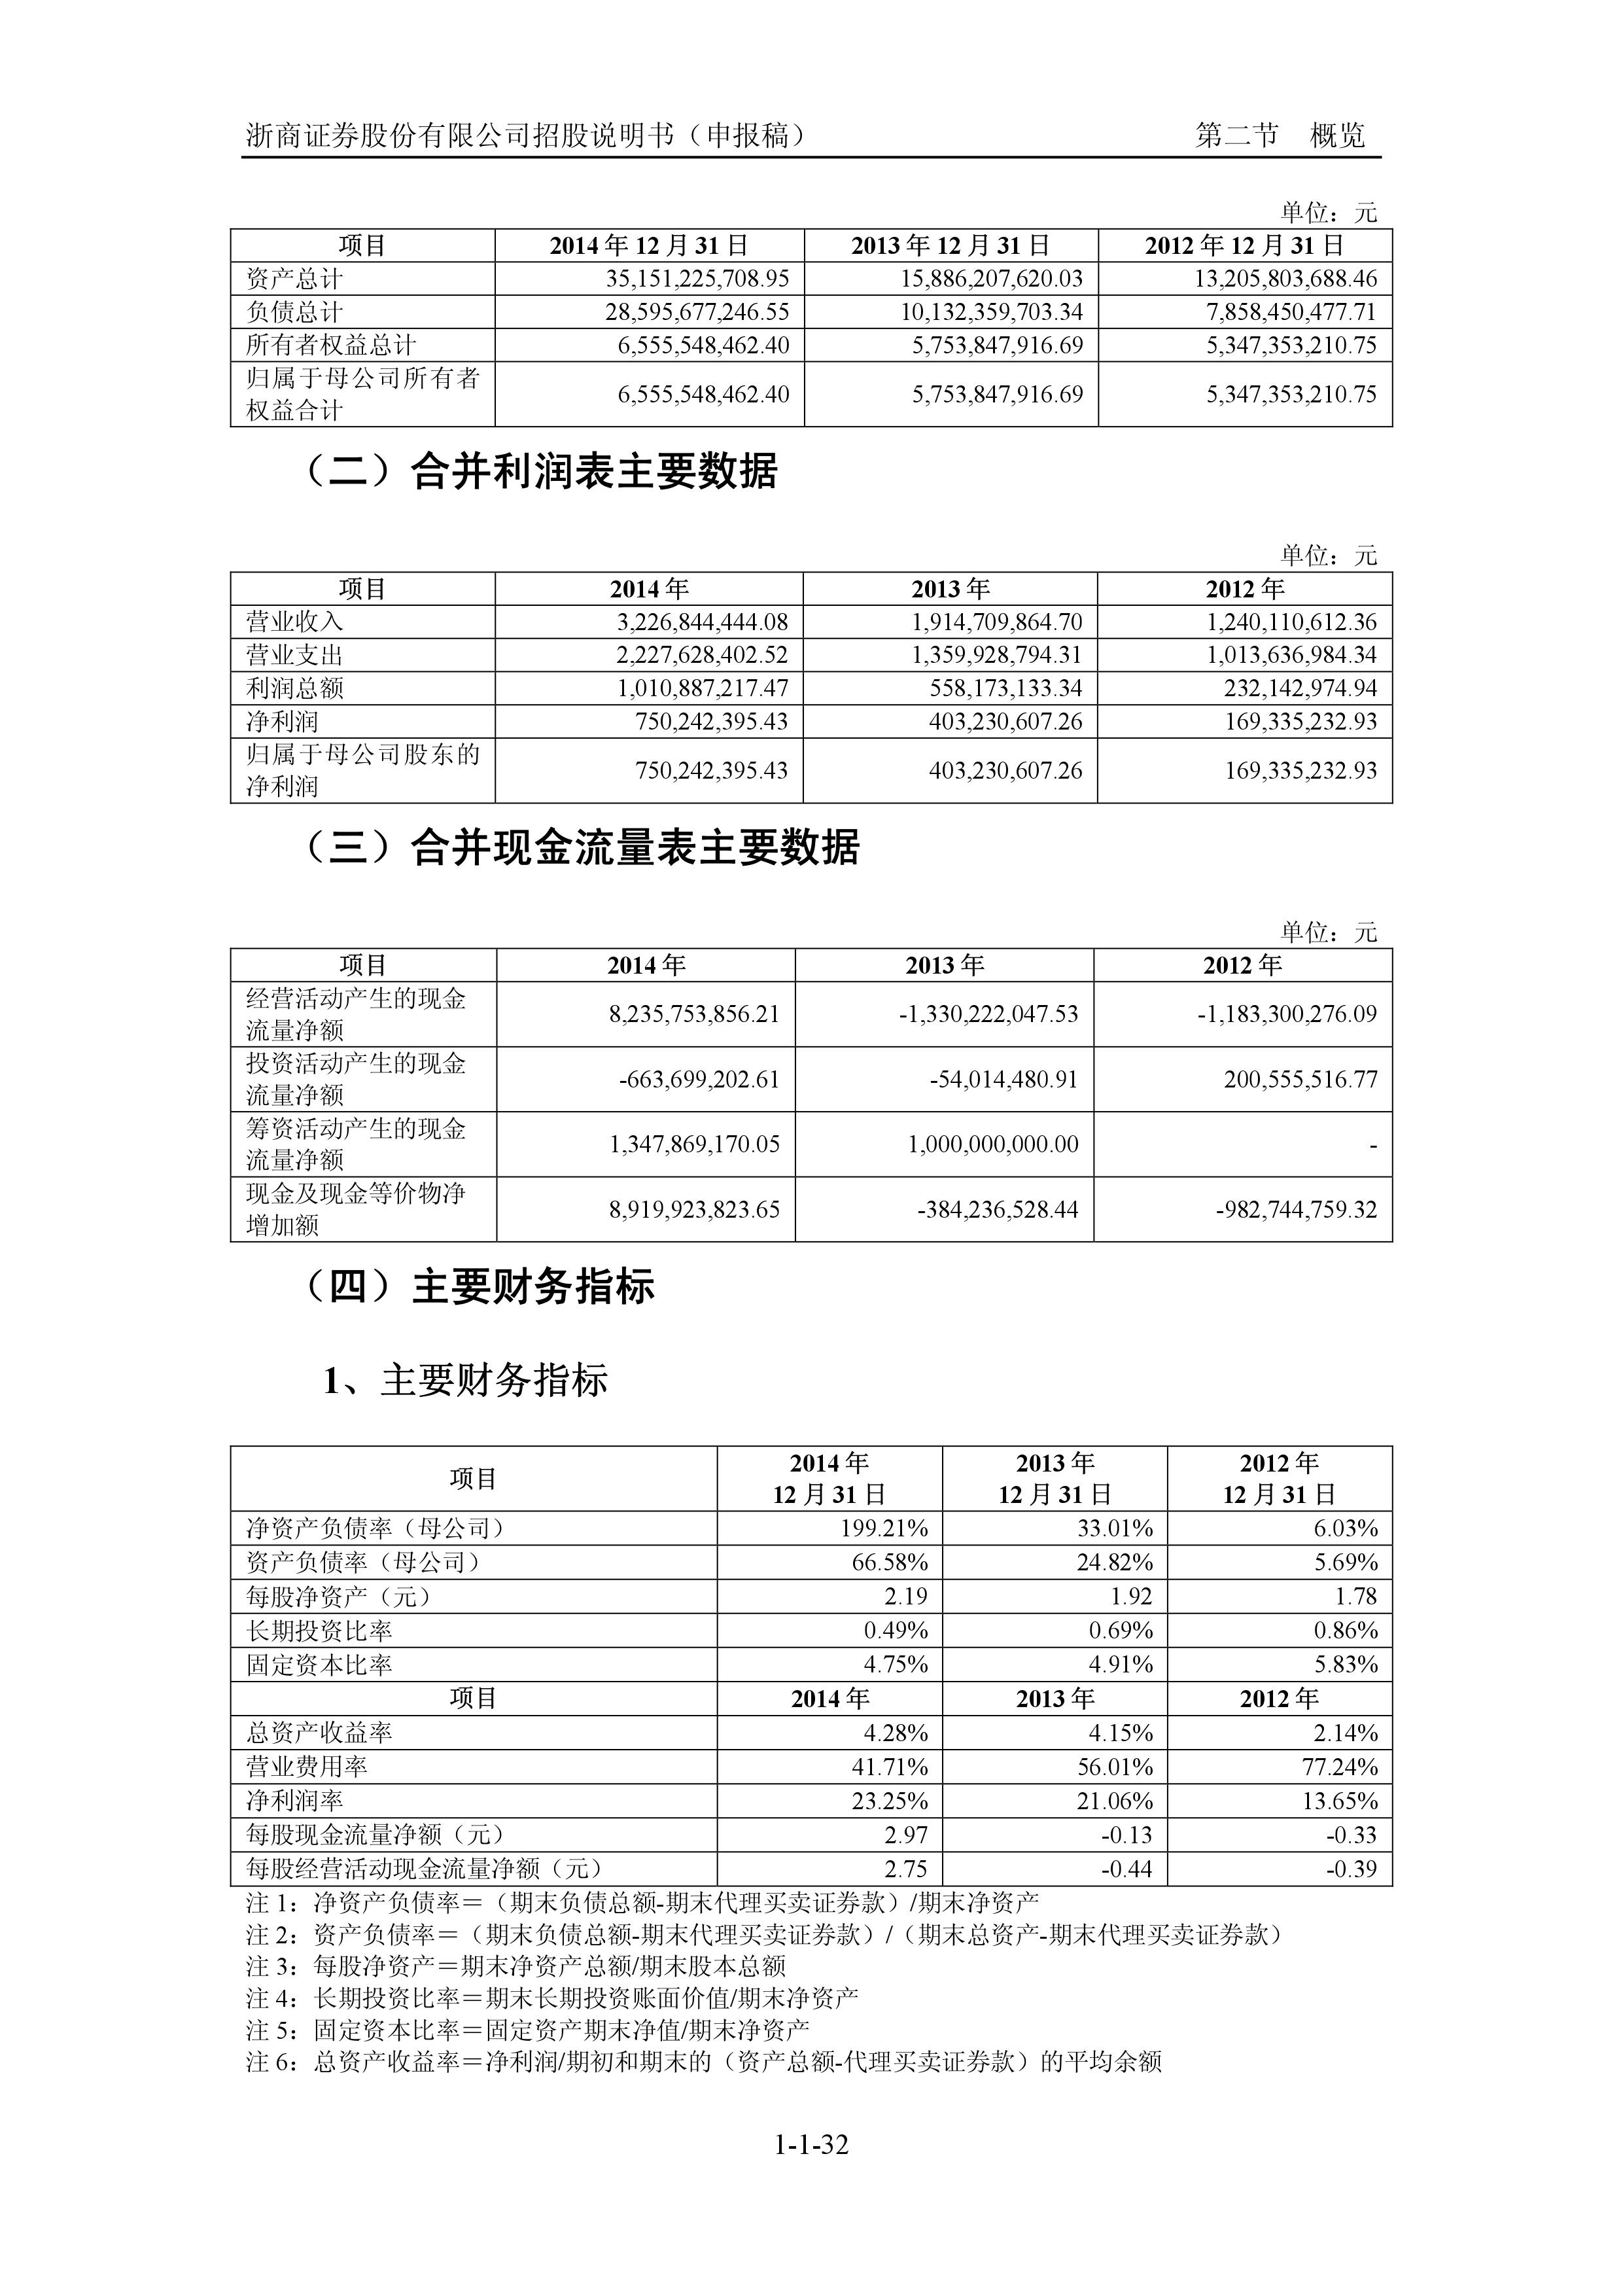 浙商证券股份有限公司招股说明书（申报稿） 第二节 概览
单位：元
项目 2014 年 12 月 31 日 2013 年 12 月 31 日 2012 年 12 月 31 日
资产总计 35,151,225,708.95 15,886,207,620.03 13,205,803,688.46
负债总计 28,595,677,246.55 10,132,359,703.34 7,858,450,477.71
所有者权益总计 6,555,548,462.40 5,753,847,916.69 5,347,353,210.75
归属于母公司所有者
权益合计 6,555,548,462.40 5,753,847,916.69 5,347,353,210.75
（二）合并利润表主要数据
单位：元
项目 2014 年 2013 年 2012 年
营业收入 3,226,844,444.08 1,914,709,864.70 1,240,110,612.36
营业支出 2,227,628,402.52 1,359,928,794.31 1,013,636,984.34
利润总额 1,010,887,217.47 558,173,133.34 232,142,974.94
净利润 750,242,395.43 403,230,607.26 169,335,232.93
归属于母公司股东的
净利润 750,242,395.43 403,230,607.26 169,335,232.93
（三）合并现金流量表主要数据
单位：元
项目 2014 年 2013 年 2012 年
经营活动产生的现金
流量净额 8,235,753,856.21 -1,330,222,047.53 -1,183,300,276.09
投资活动产生的现金
流量净额 -663,699,202.61 -54,014,480.91 200,555,516.77
筹资活动产生的现金
流量净额 1,347,869,170.05 1,000,000,000.00 -
现金及现金等价物净
增加额 8,919,923,823.65 -384,236,528.44 -982,744,759.32
（四）主要财务指标
1、主要财务指标
项目 2014 年 2013 年 2012 年
12 月 31 日 12 月 31 日 12 月 31 日
净资产负债率（母公司） 199.21% 33.01% 6.03%
资产负债率（母公司） 66.58% 24.82% 5.69%
每股净资产（元） 2.19 1.92 1.78
长期投资比率 0.49% 0.69% 0.86%
固定资本比率 4.75% 4.91% 5.83%
项目 2014 年 2013 年 2012 年
总资产收益率 4.28% 4.15% 2.14%
营业费用率 41.71% 56.01% 77.24%
净利润率 23.25% 21.06% 13.65%
每股现金流量净额（元） 2.97 -0.13 -0.33
每股经营活动现金流量净额（元） 2.75 -0.44 -0.39
注 1：净资产负债率＝（期末负债总额-期末代理买卖证券款）/期末净资产
注 2：资产负债率＝（期末负债总额-期末代理买卖证券款）/（期末总资产-期末代理买卖证券款）
注 3：每股净资产＝期末净资产总额/期末股本总额
注 4：长期投资比率＝期末长期投资账面价值/期末净资产
注 5：固定资本比率＝固定资产期末净值/期末净资产
注 6：总资产收益率＝净利润/期初和期末的（资产总额-代理买卖证券款）的平均余额
1-1-32